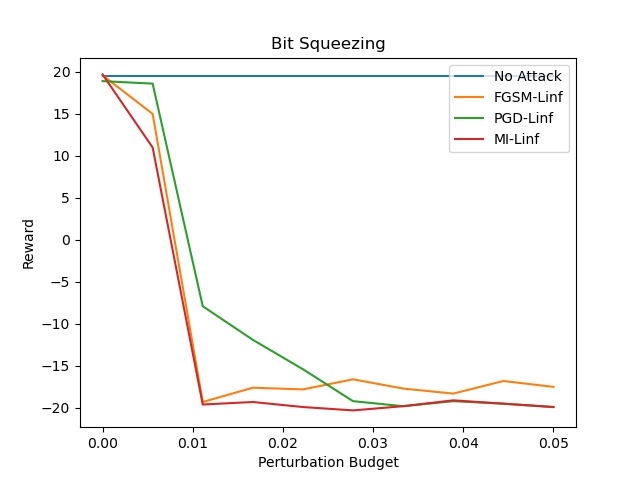 Bit Squeezing
20
15
10
5
0
−5
−10
−15
−20
Reward
No Attack
FGSM-Linf
PGD-Linf
MI-Linf
0.00 0.01 0.02 0.03 0.04 0.05
Perturbation Budget